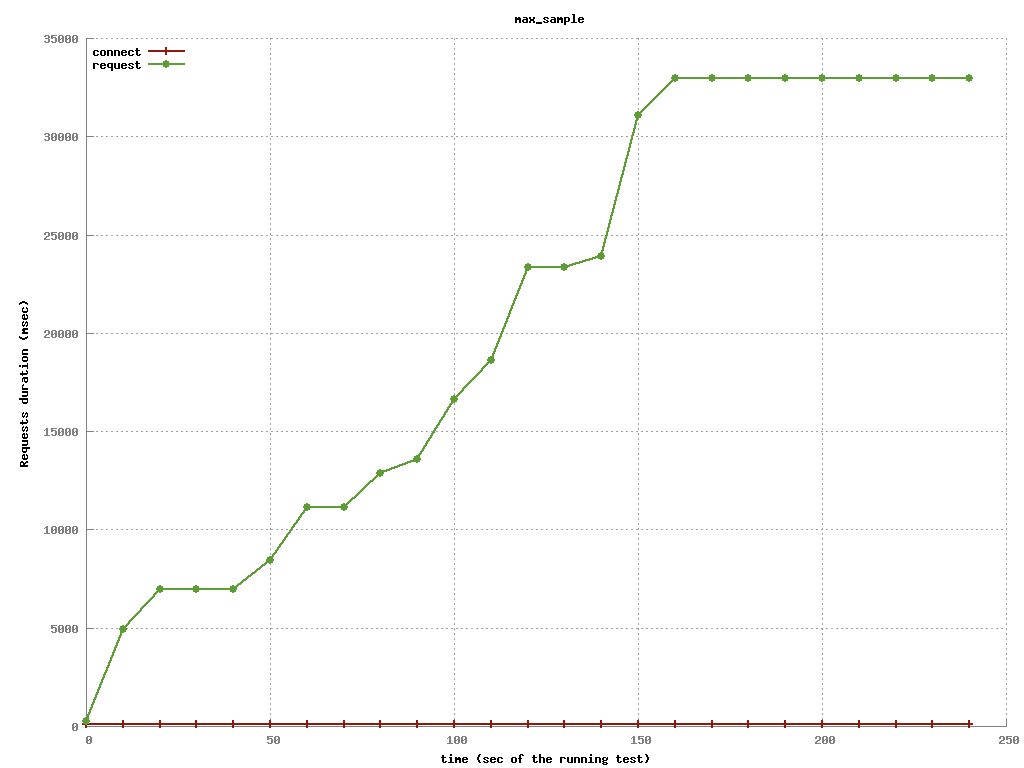 max_sample
35000
connect
request
30000
25000
20000
Requests duration (msec)
15000
10000
5000
0
0 50 100 150 200 250
time (sec of the running test)